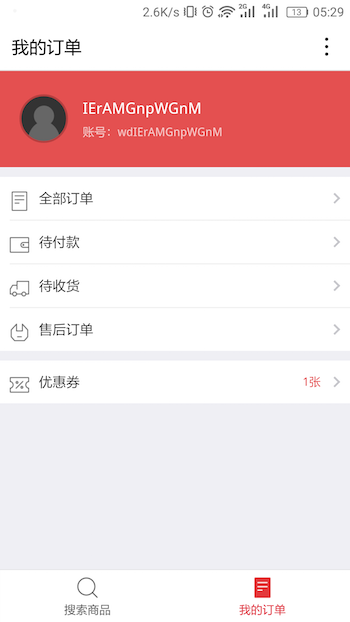 2.6K/s 2G 4G 13 05:29
我的订单
IErAMGnpWGnM
账号：wdIErAMGnpWGnM
全部订单
待付款
待收货
售后订单
优惠券 1张
搜索商品 我的订单